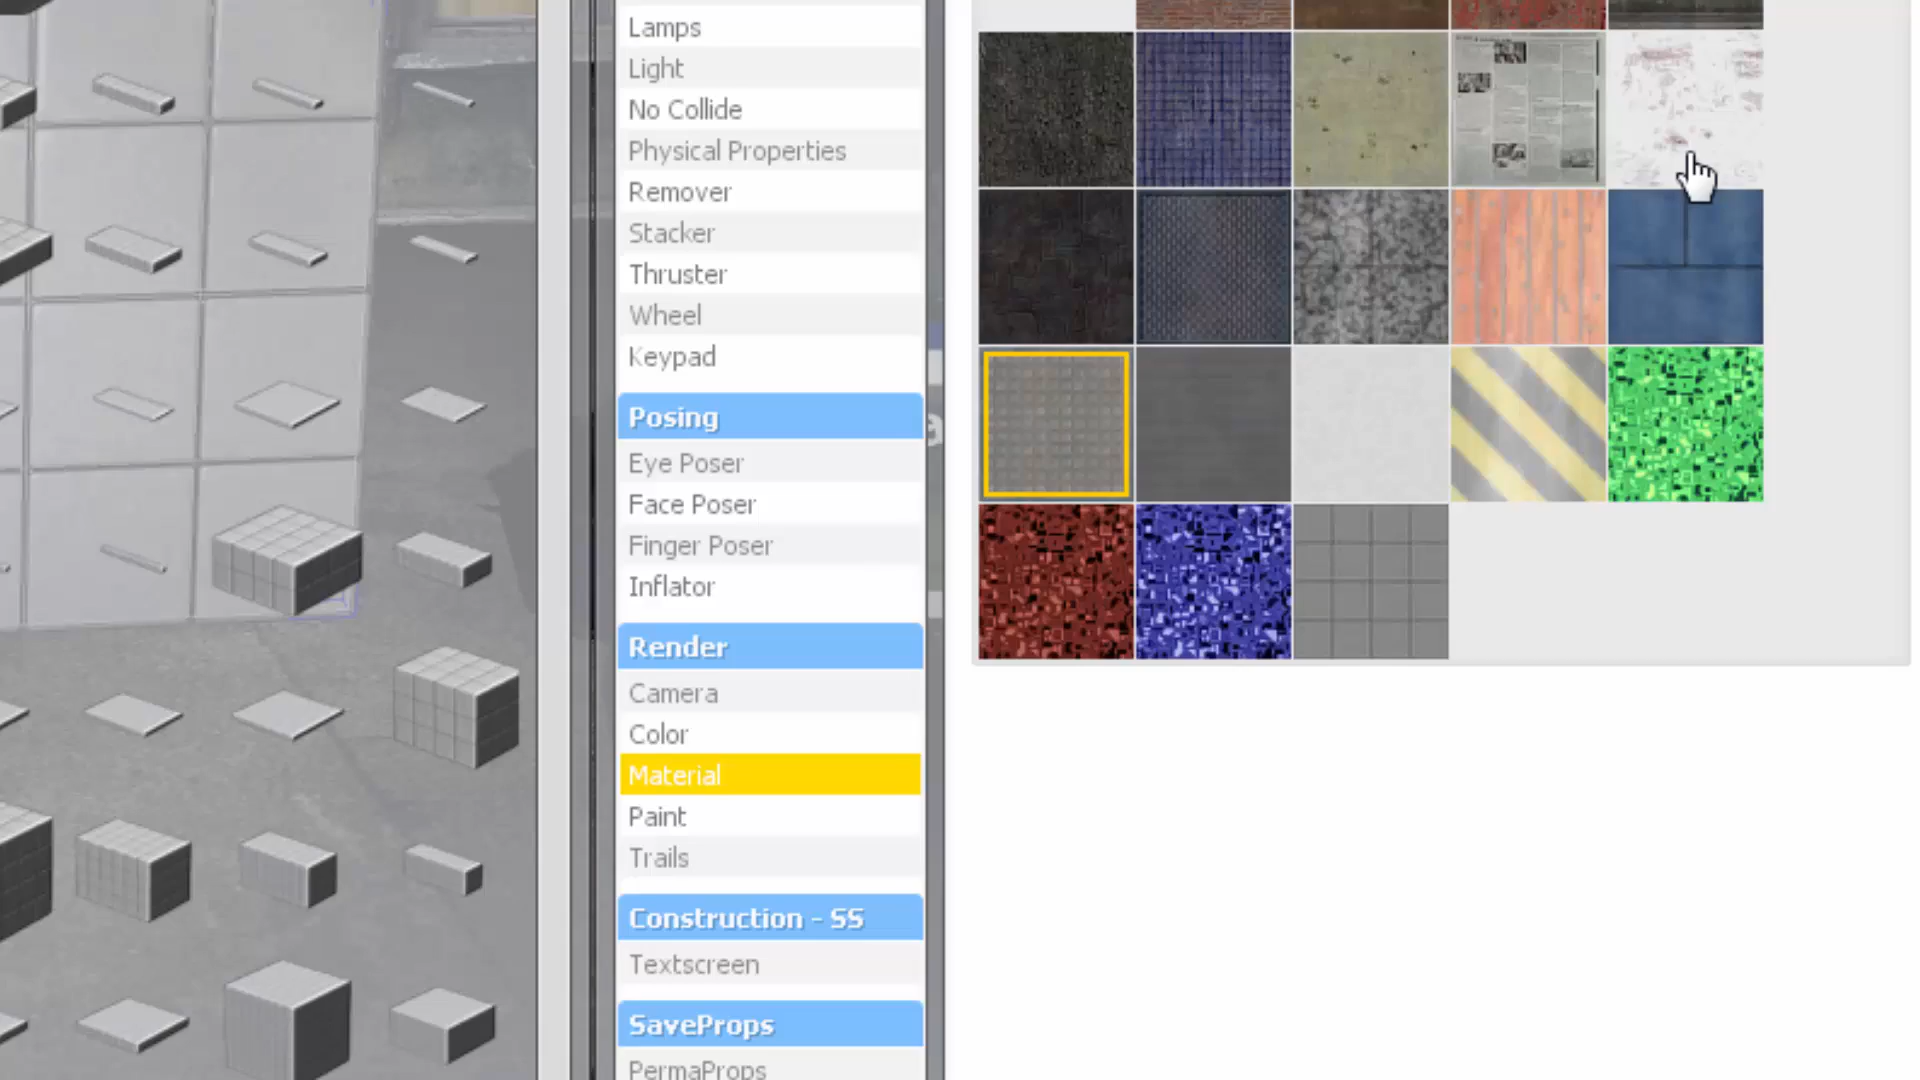 Lamps
Light
No Collide
Physical Properties
Remover
Stacker
Thruster
Wheel
Keypad
Posing
Eye Poser
Face Poser
Finger Poser
Inflator
Render
Camera
Color
Material
Paint
Trails
Construction - SS
Textscreen
SaveProps
PermaProps